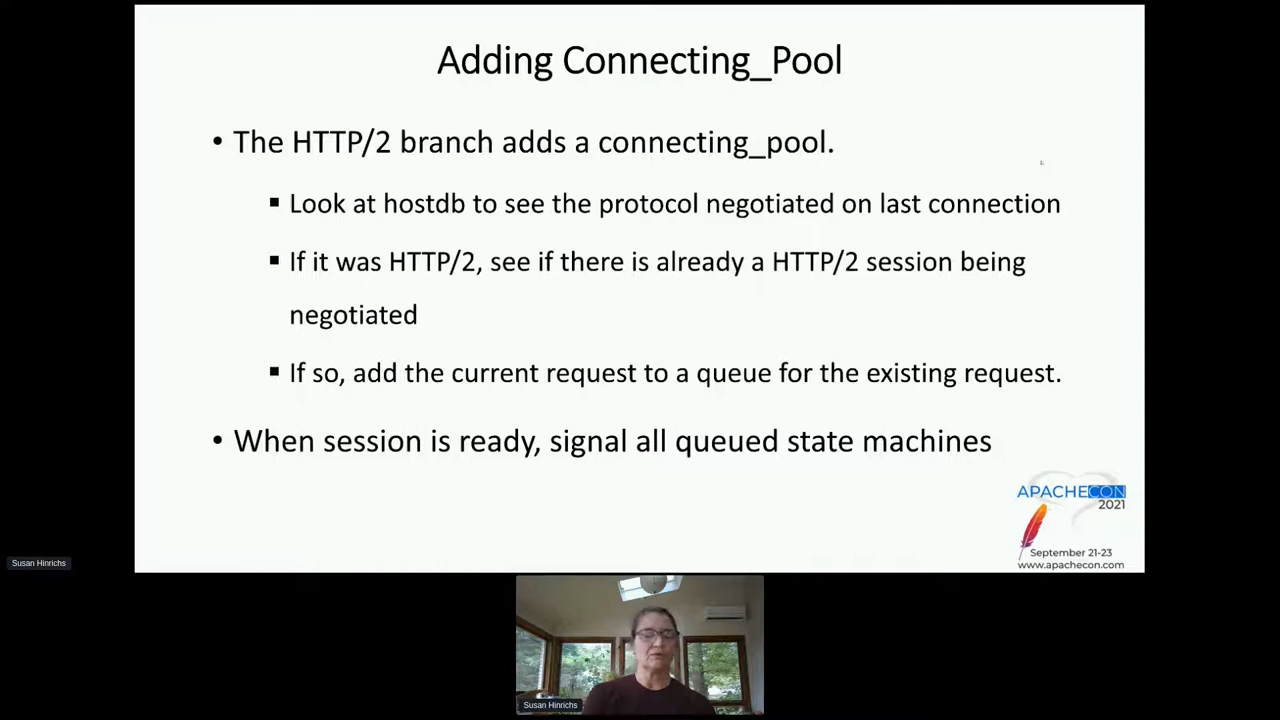 Adding Connecting_Pool
• The HTTP/2 branch adds a connecting_pool.
▪ Look at hostdb to see the protocol negotiated on last connection
▪ If it was HTTP/2, see if there is already a HTTP/2 session being
negotiated
▪ If so, add the current request to a queue for the existing request.
• When session is ready, signal all queued state machines
APACHECON
2021
September 21-23
www.apachecon.com
Susan Hinrichs
Susan Hinrichs